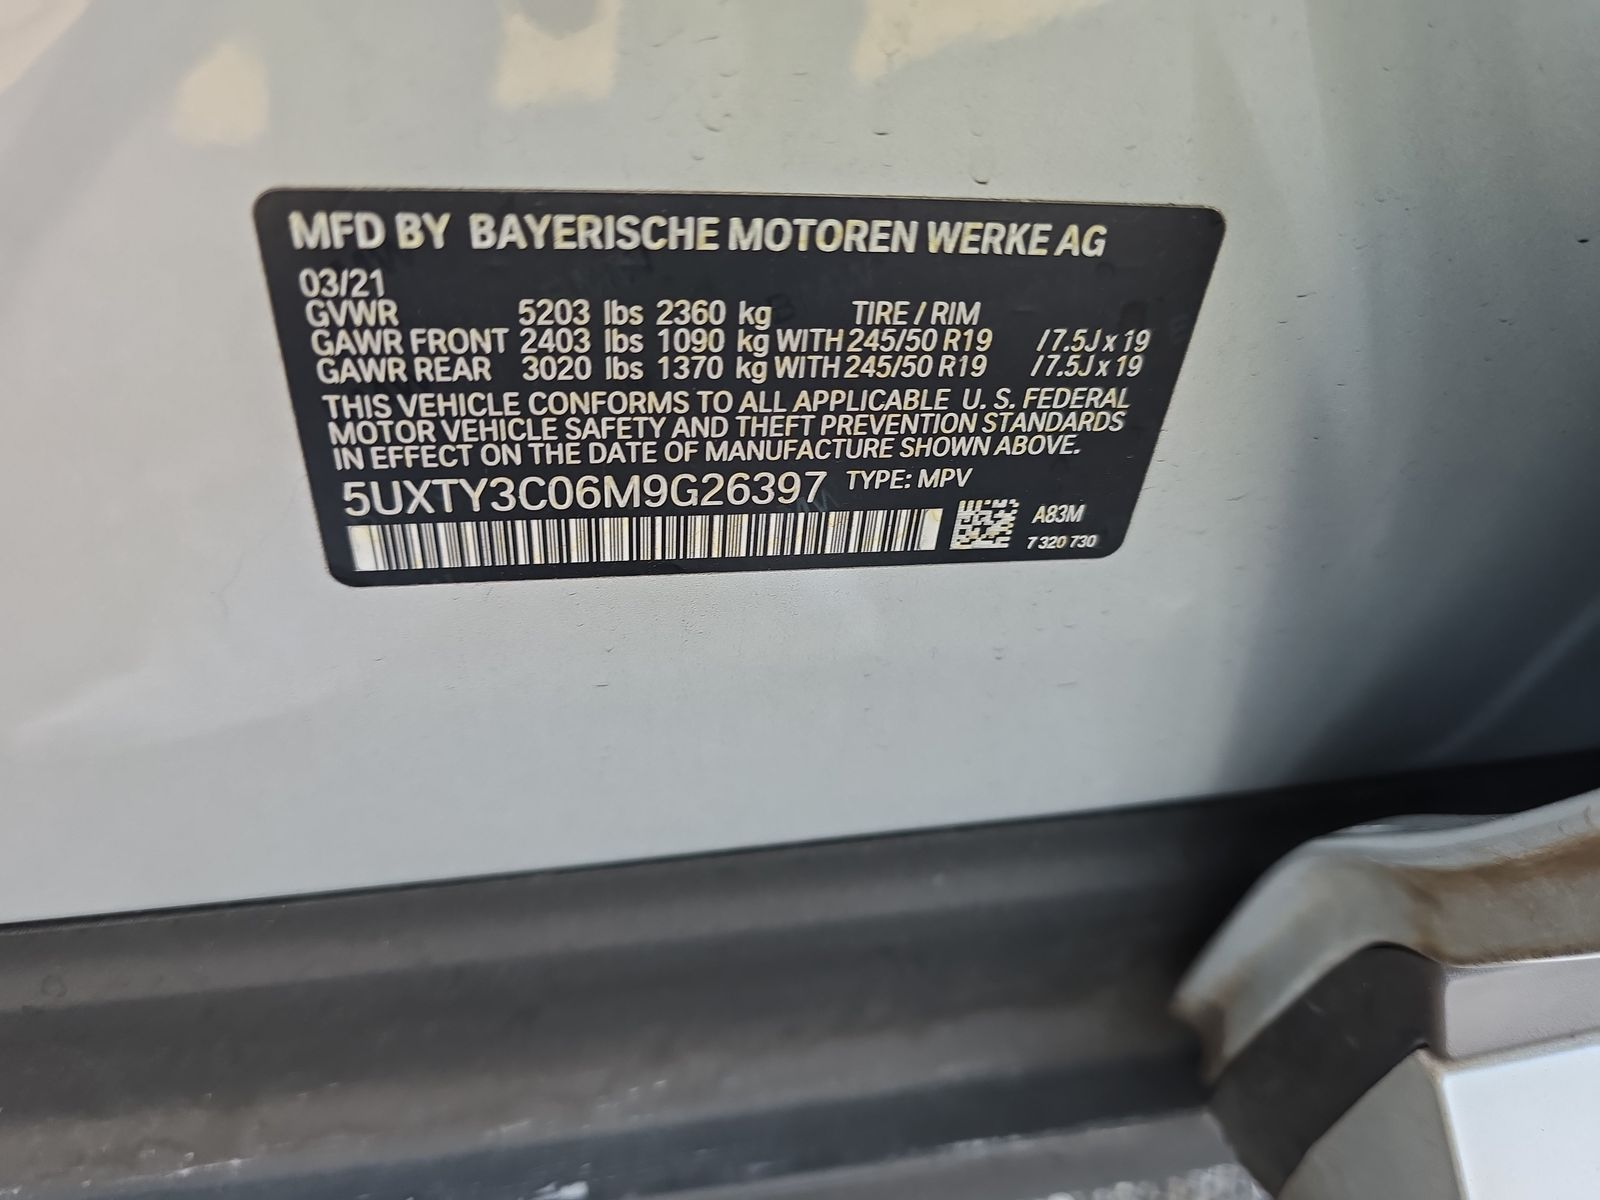 MFD BY BAYERISCHE MOTOREN WERKE AG
03/21
GVWR 5203 lbs 2360 kg TIRE / RIM
GAWR FRONT 2403 lbs 1090 kg WITH 245/50 R19 /7.5J x 19
GAWR REAR 3020 lbs 1370 kg WITH 245/50 R19 /7.5J x 19
THIS VEHICLE CONFORMS TO ALL APPLICABLE U. S. FEDERAL
MOTOR VEHICLE SAFETY AND THEFT PREVENTION STANDARDS
IN EFFECT ON THE DATE OF MANUFACTURE SHOWN ABOVE.
5UXTY3C06M9G26397 TYPE: MPV
A83M
7 320 730